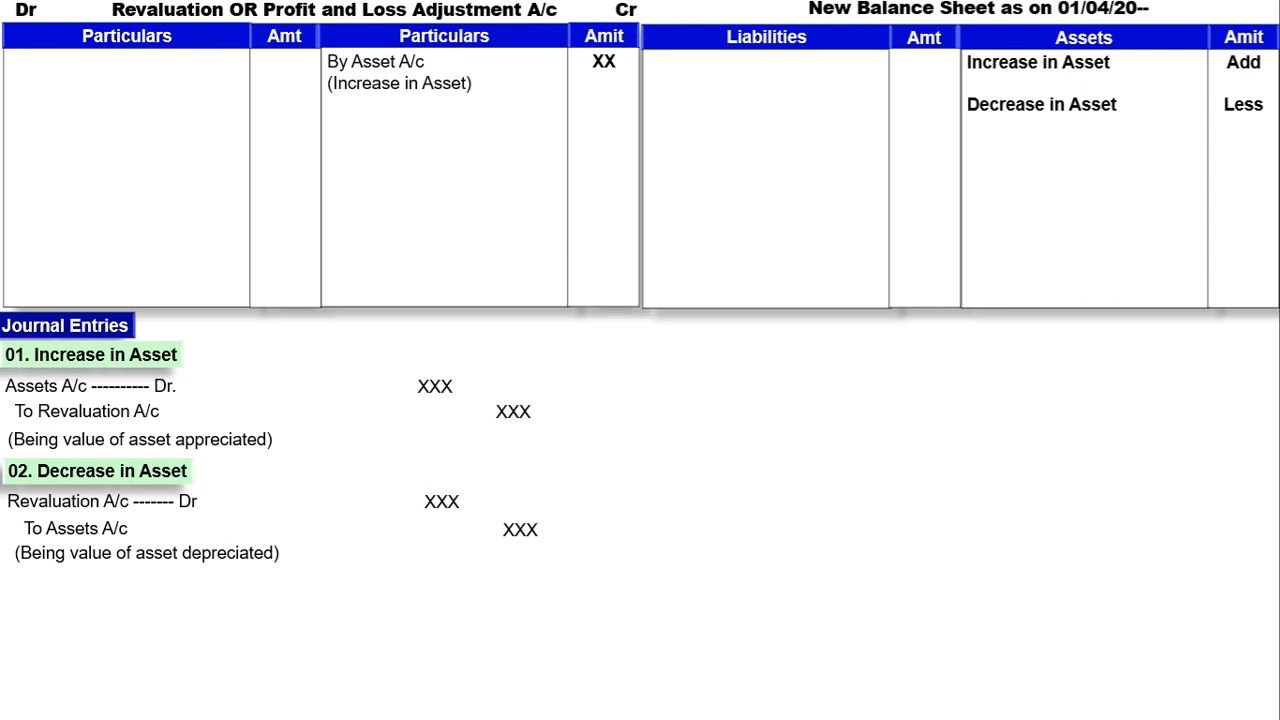 Dr Revaluation OR Profit and Loss Adjustment A/c Cr
Particulars Amt Particulars Amit
By Asset A/c XX
(Increase in Asset)
New Balance Sheet as on 01/04/20--
Liabilities Amt Assets Amit
Increase in Asset Add
Decrease in Asset Less
Journal Entries
01. Increase in Asset
Assets A/c ---------- Dr. XXX
To Revaluation A/c XXX
(Being value of asset appreciated)
02. Decrease in Asset
Revaluation A/c ------- Dr XXX
To Assets A/c XXX
(Being value of asset depreciated)